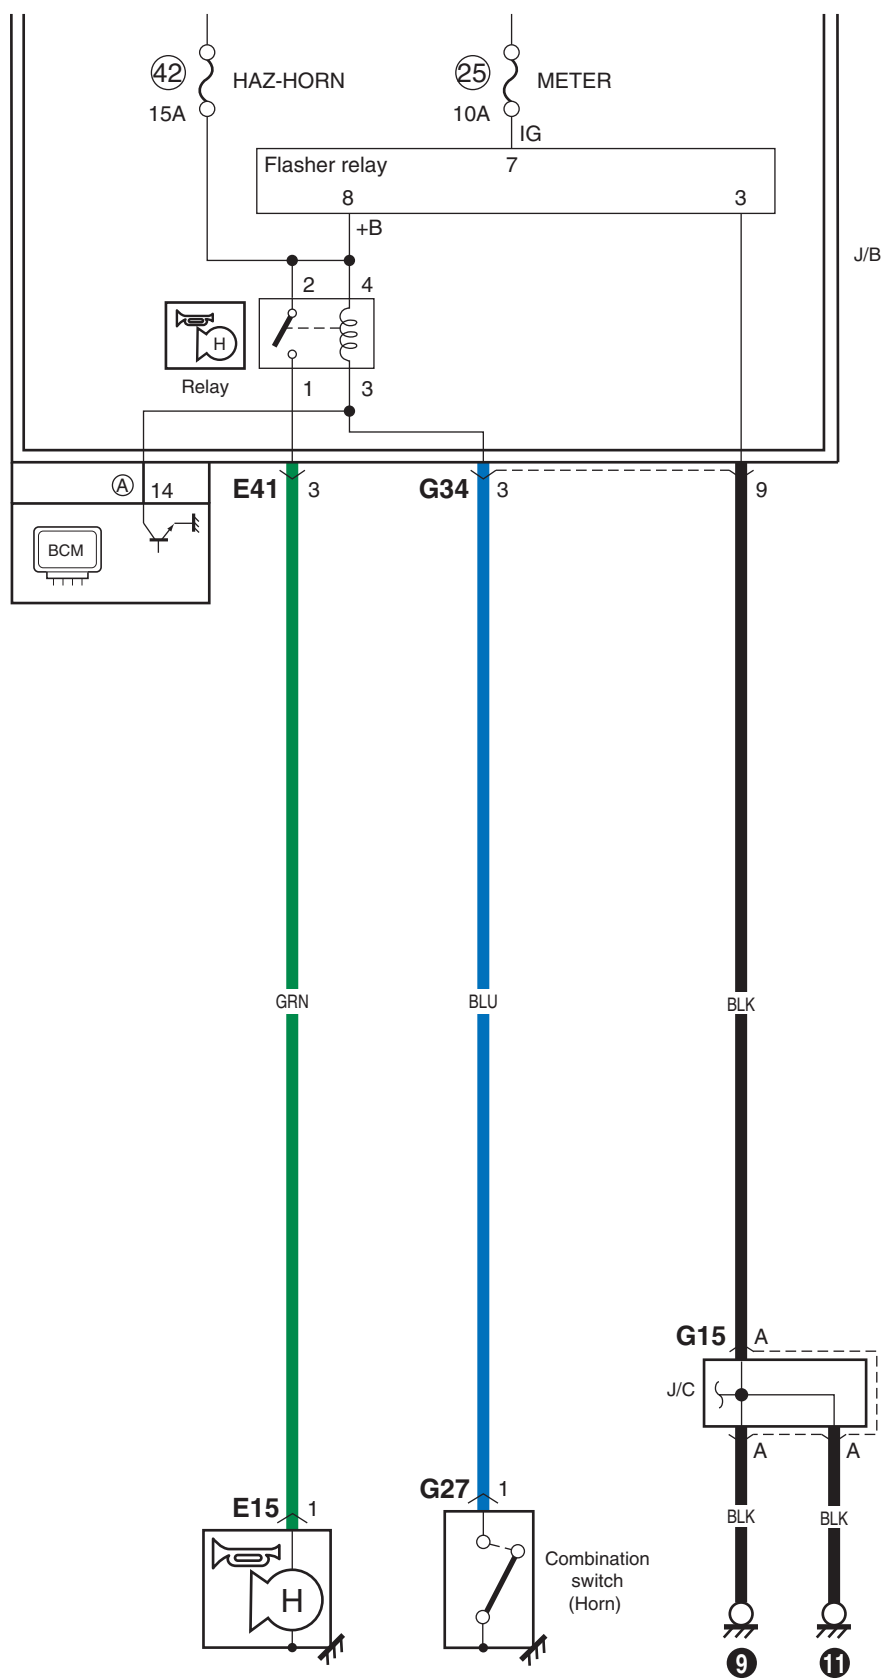 42 HAZ-HORN
15A
25 METER
10A
IG
Flasher relay 7
8 3
+B
J/B
2 4
H
Relay
1 3
A 14
E41 3
G34 3
9
BCM
GRN
BLU
BLK
G15 A
J/C
A A
G27 1
E15 1
BLK
BLK
Combination
switch
(Horn)
H
9 11